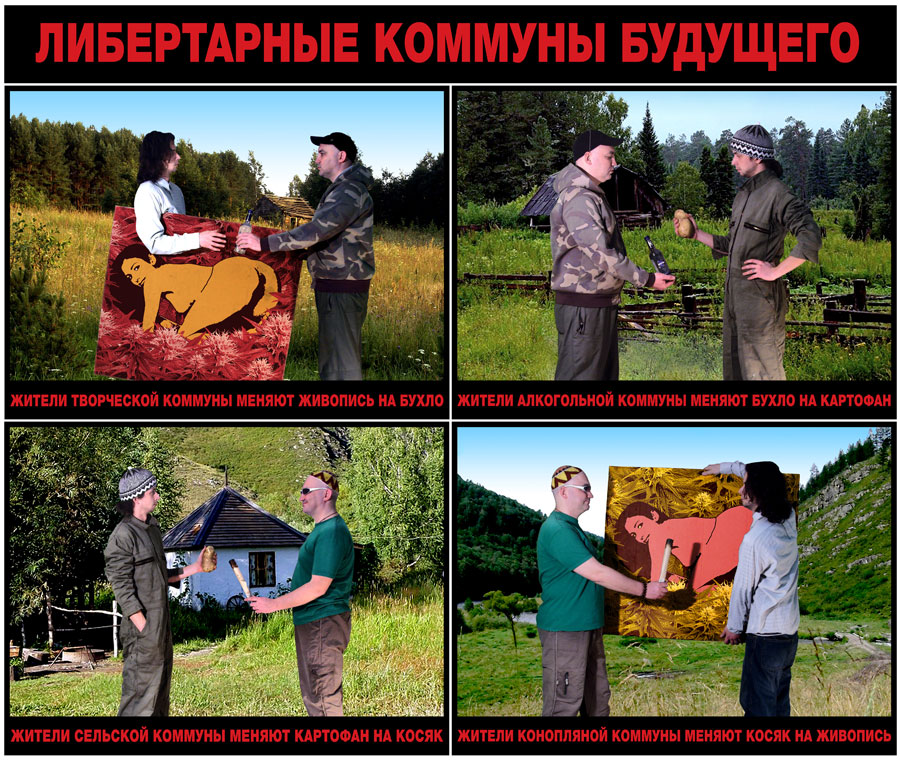 ЛИБЕРТАРНЫЕ КОММУНЫ БУДУЩЕГО
ЖИТЕЛИ ТВОРЧЕСКОЙ КОММУНЫ МЕНЯЮТ ЖИВОПИСЬ НА БУХЛО
ЖИТЕЛИ АЛКОГОЛЬНОЙ КОММУНЫ МЕНЯЮТ БУХЛО НА КАРТОФАН
ЖИТЕЛИ СЕЛЬСКОЙ КОММУНЫ МЕНЯЮТ КАРТОФАН НА КОСЯК
ЖИТЕЛИ КОНОПЛЯНОЙ КОММУНЫ МЕНЯЮТ КОСЯК НА ЖИВОПИСЬ